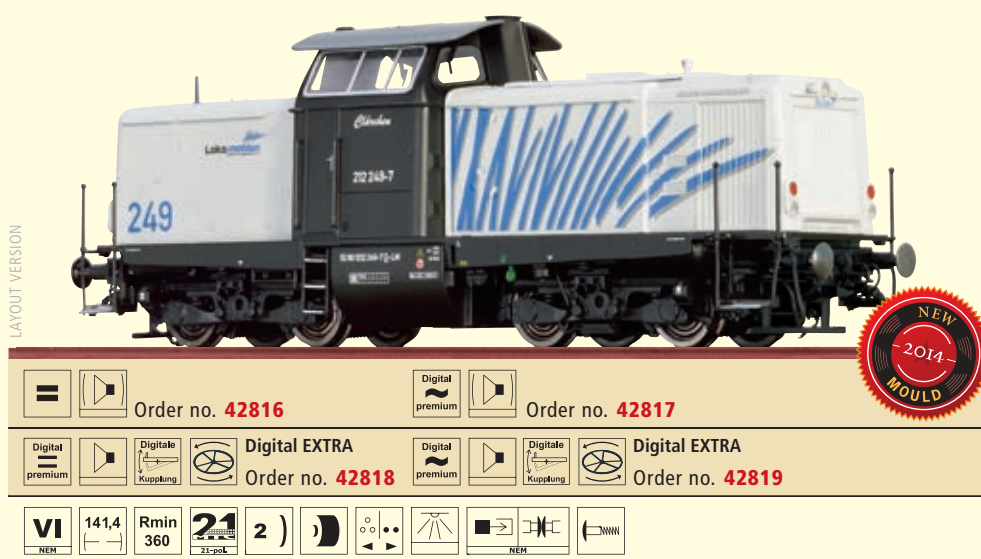 Clärchen
Lokomotion
212 249-7
249
LAYOUT VERSION
NEW
2014
MOULD
Order no. 42816
Digital
premium
Order no. 42817
Digital
premium
Digitale
Kupplung
Digital EXTRA
Order no. 42818
Digital
premium
Digitale
Kupplung
Digital EXTRA
Order no. 42819
VI
NEM
141,4
Rmin
360
21
21-pol.
2 )
NEM